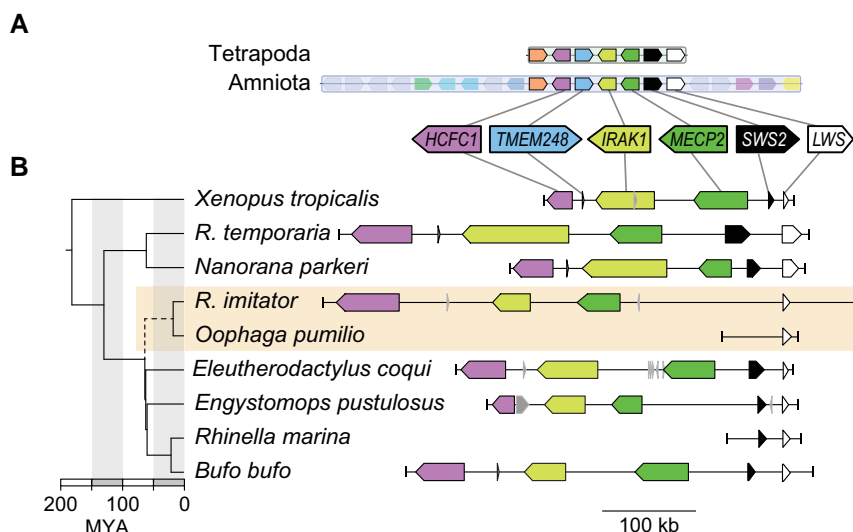 A
Tetrapoda
Amniota
HCFC1 TMEM248 IRAK1 MECP2 SWS2 LWS
B
Xenopus tropicalis
R. temporaria
Nanorana parkeri
R. imitator
Oophaga pumilio
Eleutherodactylus coqui
Engystomops pustulosus
Rhinella marina
Bufo bufo
200 100 0
MYA
100 kb